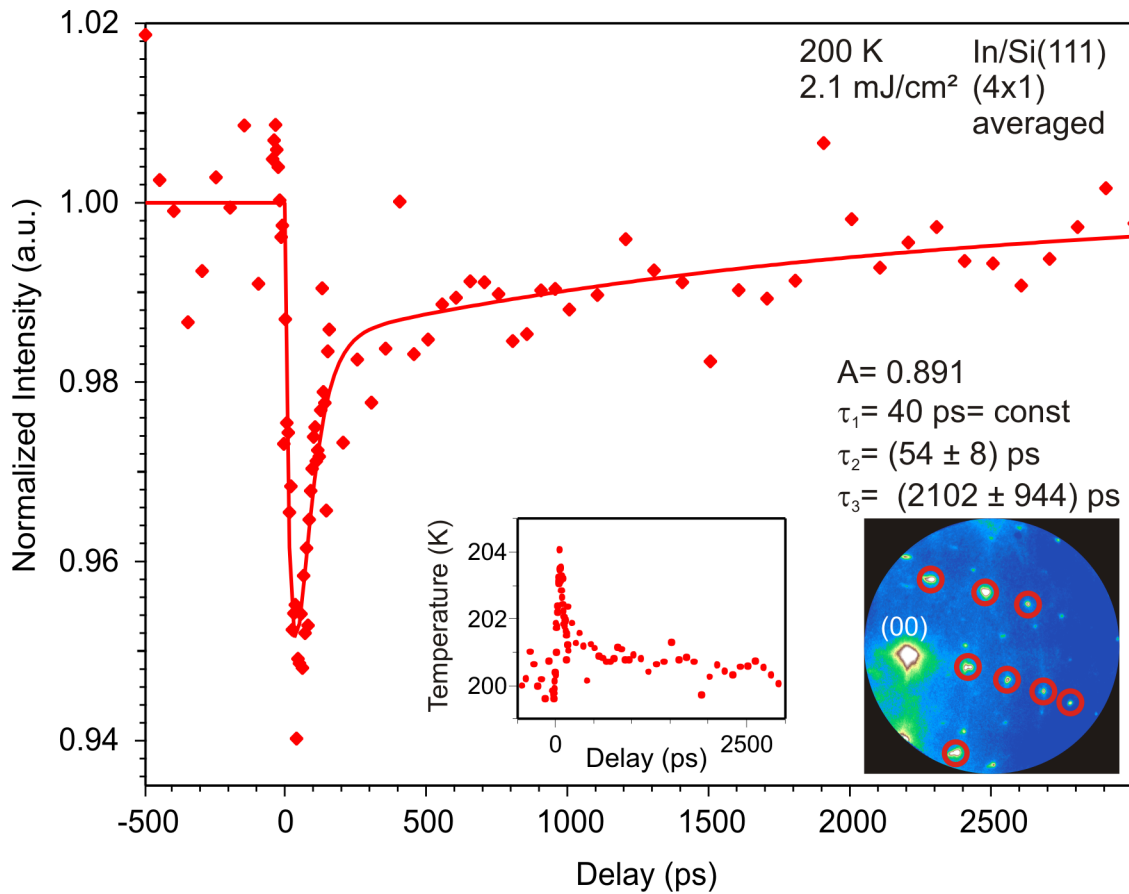 1.02
1.00
0.98
0.96
0.94
Normalized Intensity (a.u.)
200 K In/Si(111)
2.1 mJ/cm² (4x1)
averaged
A= 0.891
τ₁= 40 ps= const
τ₂= (54 ± 8) ps
τ₃= (2102 ± 944) ps
204
202
200
Temperature (K)
0 2500
Delay (ps)
(00)
-500 0 500 1000 1500 2000 2500
Delay (ps)